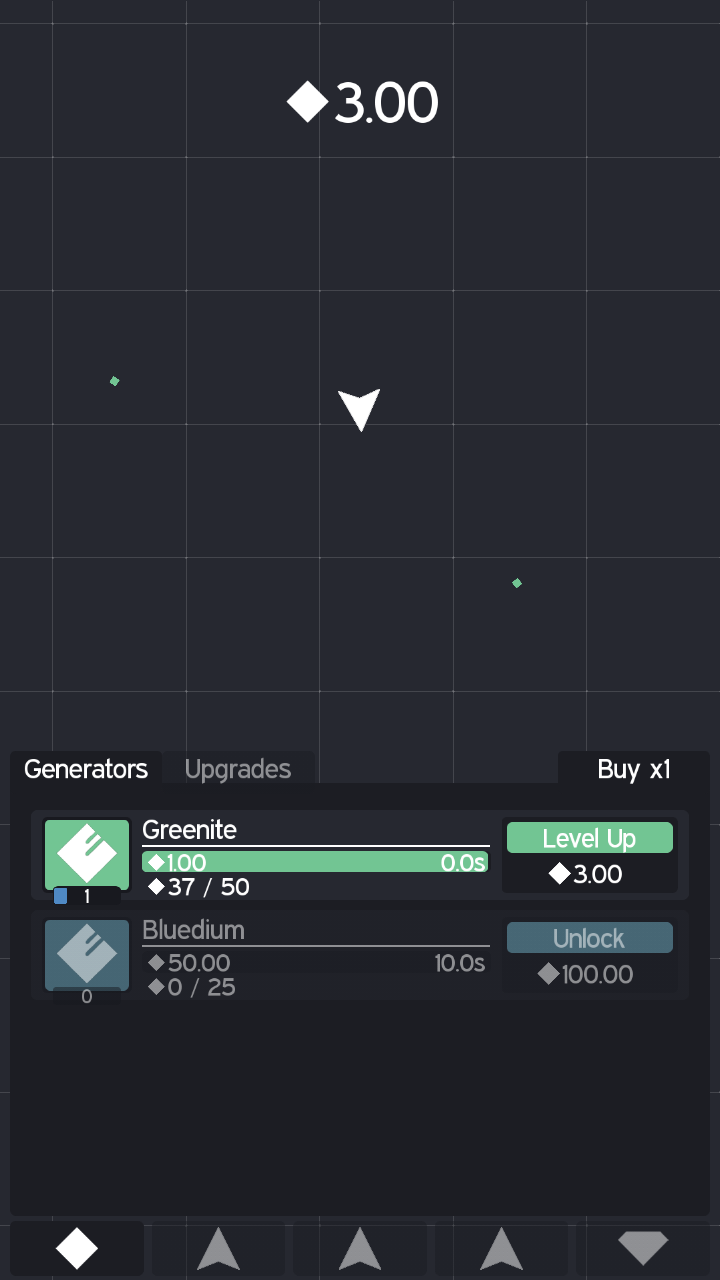 3.00
Generators Upgrades Buy x1
Greenite
1.00 0.0s
37 / 50
1
Level Up
3.00
Bluedium
50.00 10.0s
0 / 25
0
Unlock
100.00